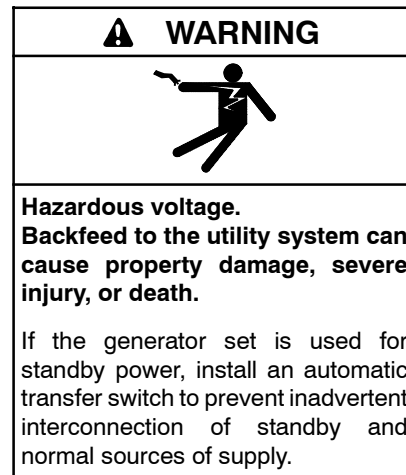 WARNING
Hazardous voltage.
Backfeed to the utility system can
cause property damage, severe
injury, or death.
If the generator set is used for
standby power, install an automatic
transfer switch to prevent inadvertent
interconnection of standby and
normal sources of supply.